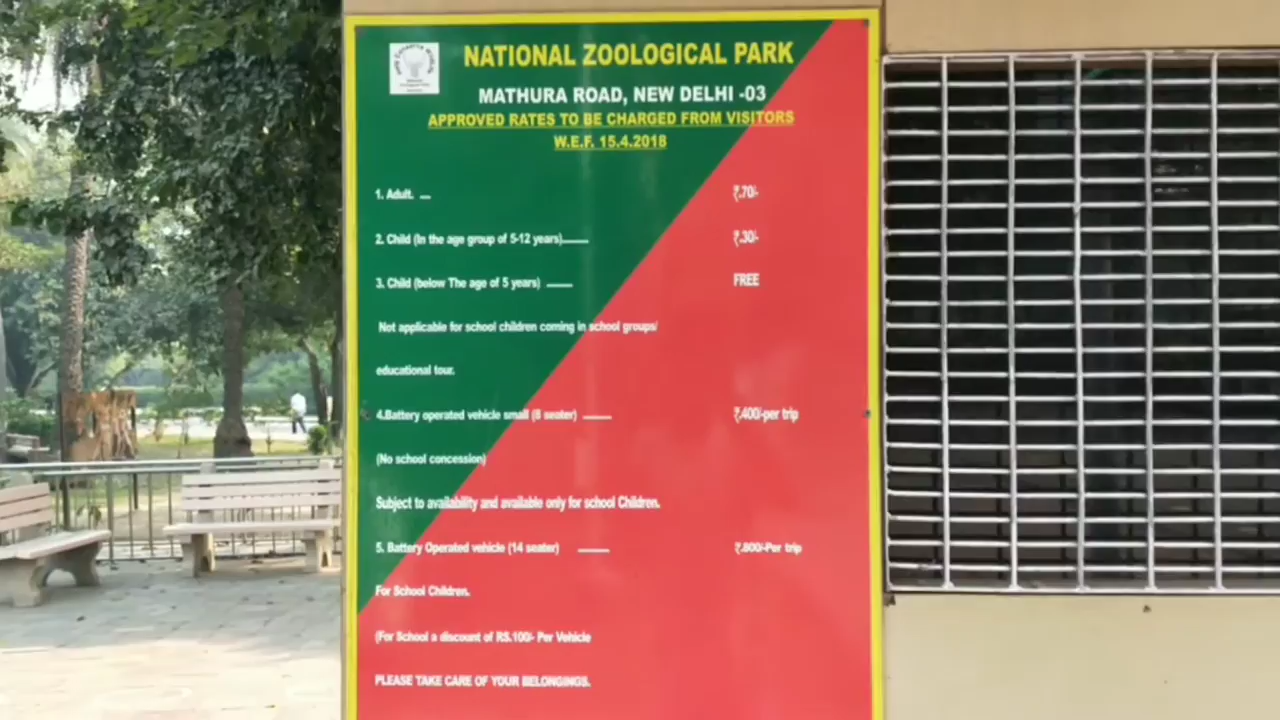 NATIONAL ZOOLOGICAL PARK
MATHURA ROAD, NEW DELHI -03
APPROVED RATES TO BE CHARGED FROM VISITORS
W.E.F. 15.4.2018
1. Adult. ... ₹.70/-
2. Child (In the age group of 5-12 years)........ ₹.30/-
3. Child (below The age of 5 years) ........ FREE
Not applicable for school children coming in school groups/
educational tour.
4.Battery operated vehicle small (8 seater) ........ ₹.400/-per trip
(No school concession)
Subject to availability and available only for school Children.
5. Battery Operated vehicle (14 seater) ........ ₹.800/-Per trip
For School Children.
(For School a discount of RS.100/- Per Vehicle
PLEASE TAKE CARE OF YOUR BELONGINGS.